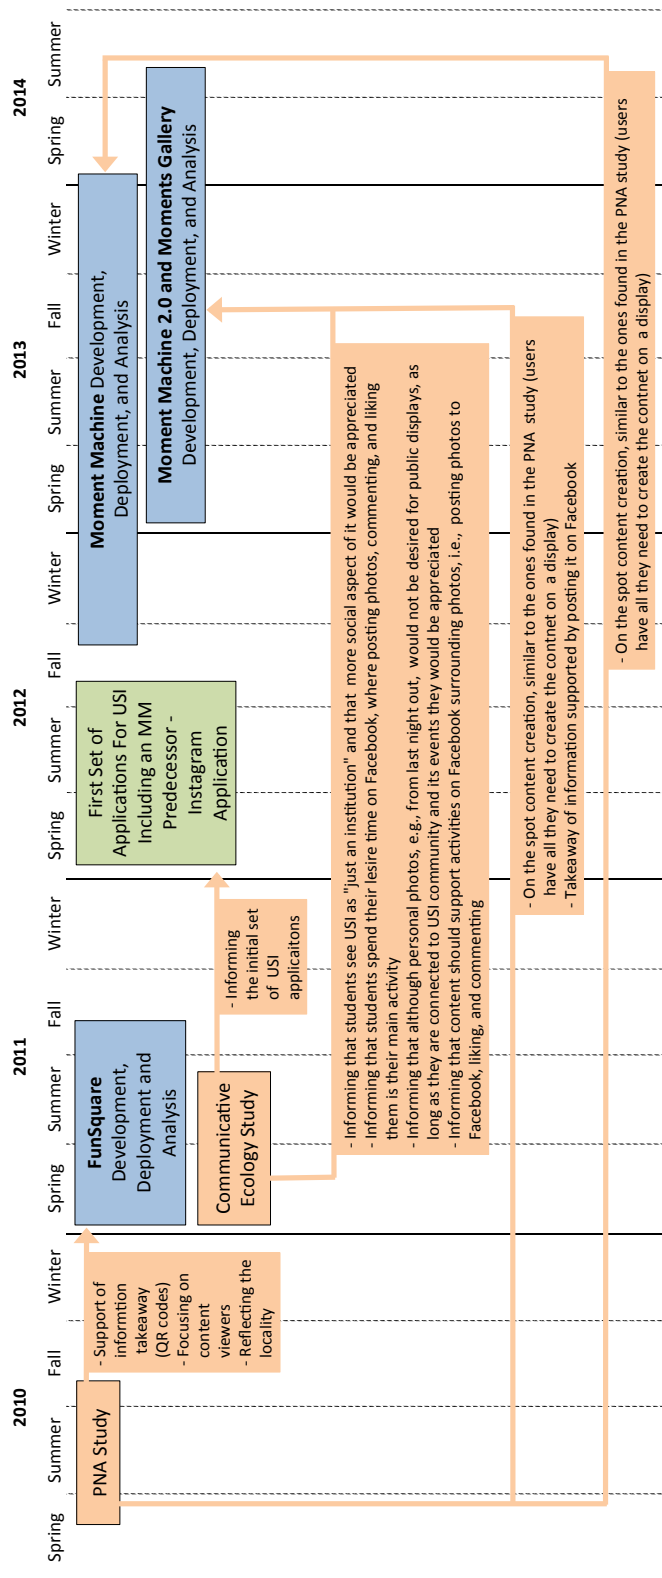 2010
2011
2012
2013
2014
Spring
Summer
Fall
Winter
Spring
Summer
Fall
Winter
Spring
Summer
Fall
Winter
Spring
Summer
Fall
Winter
Spring
Summer
PNA Study
- Support of
informtion
takeaway
(QR codes)
- Focusing on
content
viewers
- Reflecting the
locality
FunSquare
Development,
Deployment and
Analysis
Communicative
Ecology Study
- Informing
the initial set
of USI
applicaitons
First Set of
Applications For USI
Including an MM
Predecessor -
Instagram
Application
Moment Machine Development,
Deployment, and Analysis
Moment Machine 2.0 and Moments Gallery
Development, Deployment, and Analysis
- Informing that students see USI as "just an institution" and that more social aspect of it would be appreciated
- Informing that students spend their lesire time on Facebook, where posting photos, commenting, and liking
them is their main activity
- Informing that although personal photos, e.g., from last night out, would not be desired for public displays, as
long as they are connected to USI community and its events they would be appreciated
- Informing that content should support activities on Facebook surrounding photos, i.e., posting photos to
Facebook, liking, and commenting
- On the spot content creation, similar to the ones found in the PNA study (users
have all they need to create the contnet on a display)
- Takeaway of information supported by posting it on Facebook
- On the spot content creation, similar to the ones found in the PNA study (users
have all they need to create the contnet on a display)